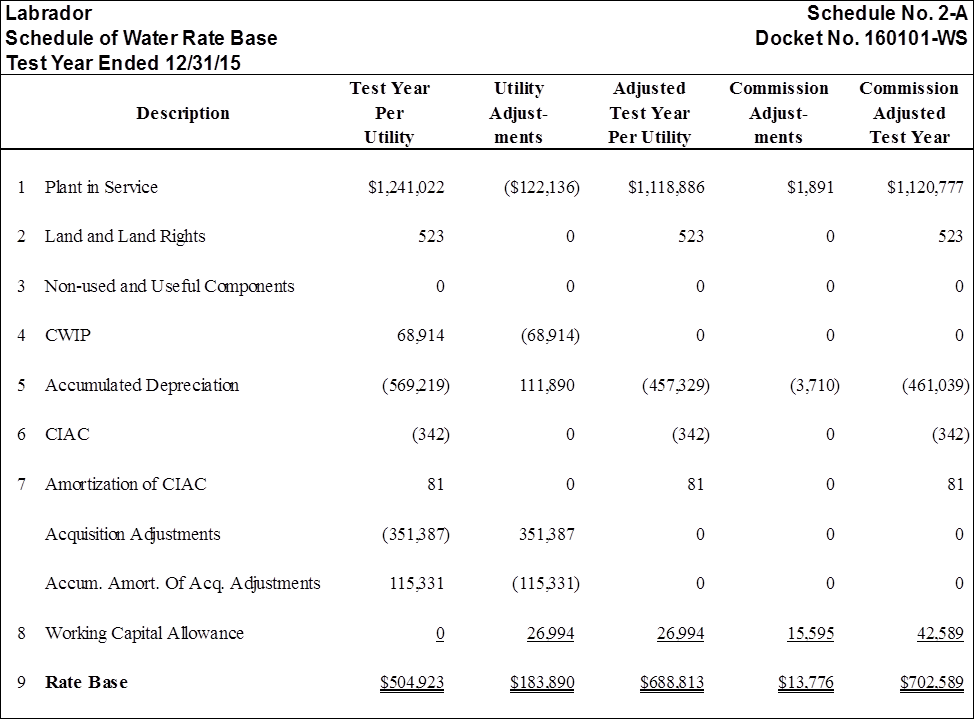 Labrador Schedule No. 2-A
Schedule of Water Rate Base Docket No. 160101-WS
Test Year Ended 12/31/15
Test Year Utility Adjusted Commission Commission
Description Per Adjust- Test Year Adjust- Adjusted
Utility ments Per Utility ments Test Year
1 Plant in Service $1,241,022 ($122,136) $1,118,886 $1,891 $1,120,777
2 Land and Land Rights 523 0 523 0 523
3 Non-used and Useful Components 0 0 0 0 0
4 CWIP 68,914 (68,914) 0 0 0
5 Accumulated Depreciation (569,219) 111,890 (457,329) (3,710) (461,039)
6 CIAC (342) 0 (342) 0 (342)
7 Amortization of CIAC 81 0 81 0 81
Acquisition Adjustments (351,387) 351,387 0 0 0
Accum. Amort. Of Acq. Adjustments 115,331 (115,331) 0 0 0
8 Working Capital Allowance 0 26,994 26,994 15,595 42,589
9 Rate Base $504,923 $183,890 $688,813 $13,776 $702,589